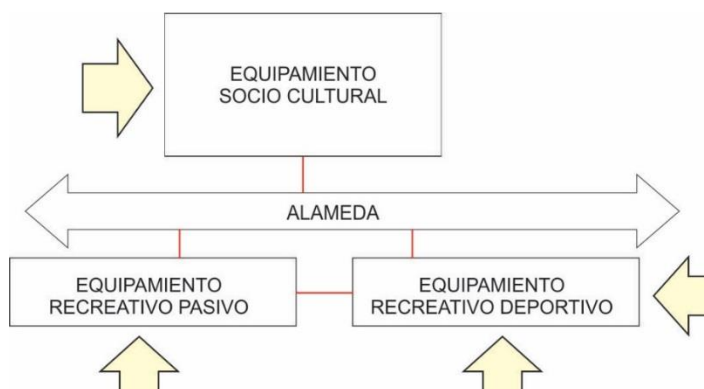 EQUIPAMIENTO
SOCIO CULTURAL
ALAMEDA
EQUIPAMIENTO
RECREATIVO PASIVO
EQUIPAMIENTO
RECREATIVO DEPORTIVO